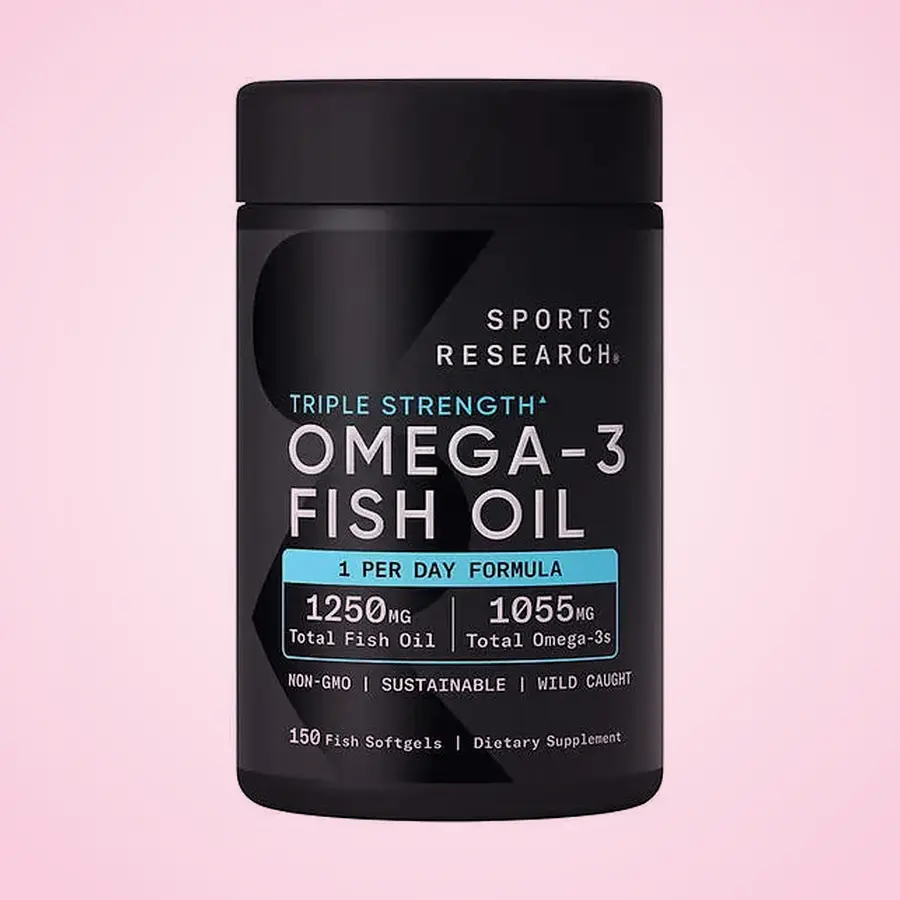 SPORTS
RESEARCH®
TRIPLE STRENGTH▲
OMEGA-3
FISH OIL
1 PER DAY FORMULA
1250MG 1055MG
Total Fish Oil Total Omega-3s
NON-GMO | SUSTAINABLE | WILD CAUGHT
150 Fish Softgels | Dietary Supplement